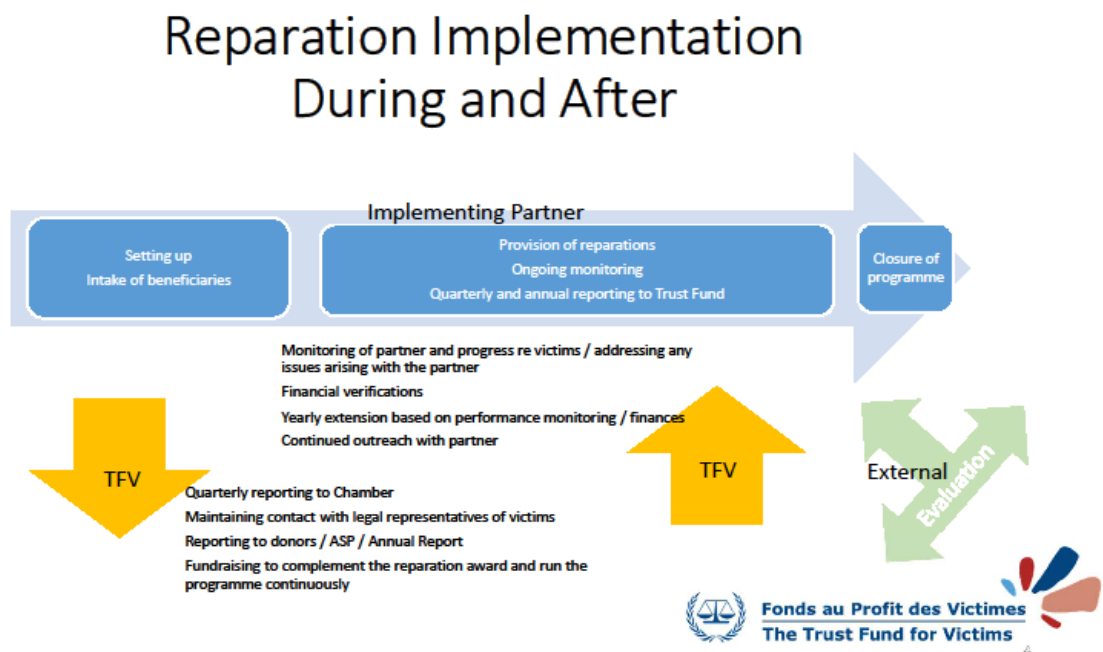 Reparation Implementation
During and After
Implementing Partner
Setting up
Intake of beneficiaries
Provision of reparations
Ongoing monitoring
Quarterly and annual reporting to Trust Fund
Closure of
programme
Monitoring of partner and progress re victims / addressing any
issues arising with the partner
Financial verifications
Yearly extension based on performance monitoring / finances
Continued outreach with partner
TFV
TFV
External
Evaluation
Quarterly reporting to Chamber
Maintaining contact with legal representatives of victims
Reporting to donors / ASP / Annual Report
Fundraising to complement the reparation award and run the
programme continuously
Fonds au Profit des Victimes
The Trust Fund for Victims